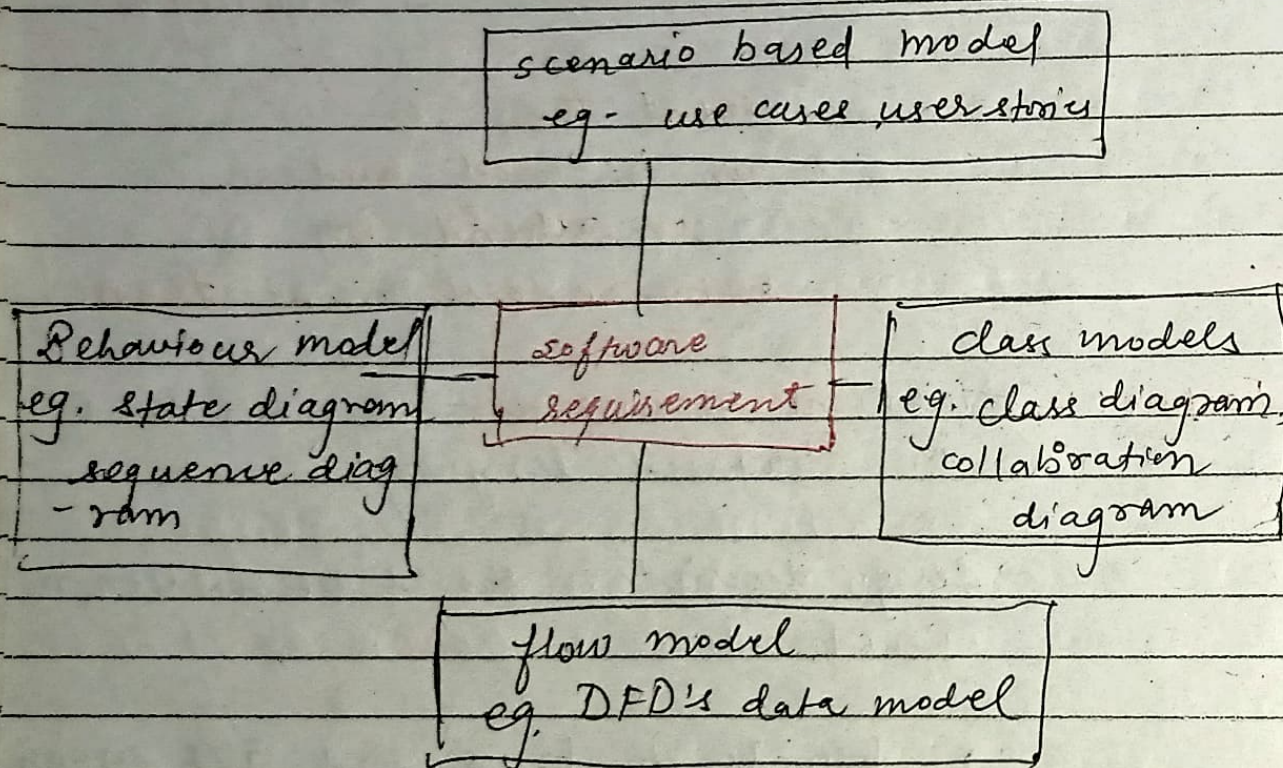 scenario based model
eg- use cases, user stories
Behaviour model
eg. state diagram
sequence diag
-ram
software
requirement
class models
eg. class diagram.
collaboration
diagram
flow model
eg. DFD's data model